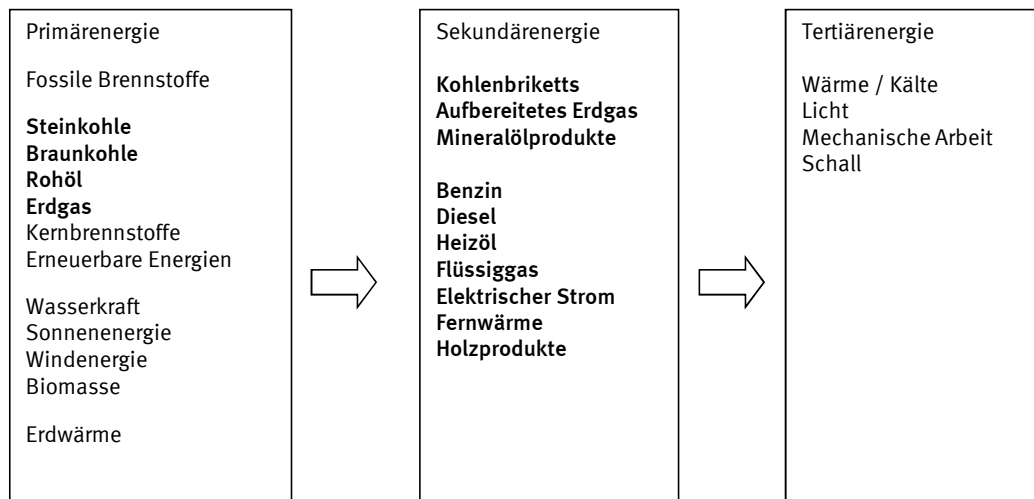 Primärenergie
Fossile Brennstoffe
Steinkohle
Braunkohle
Rohöl
Erdgas
Kernbrennstoffe
Erneuerbare Energien
Wasserkraft
Sonnenenergie
Windenergie
Biomasse
Erdwärme
Sekundärenergie
Kohlenbriketts
Aufbereitetes Erdgas
Mineralölprodukte
Benzin
Diesel
Heizöl
Flüssiggas
Elektrischer Strom
Fernwärme
Holzprodukte
Tertiärenergie
Wärme / Kälte
Licht
Mechanische Arbeit
Schall